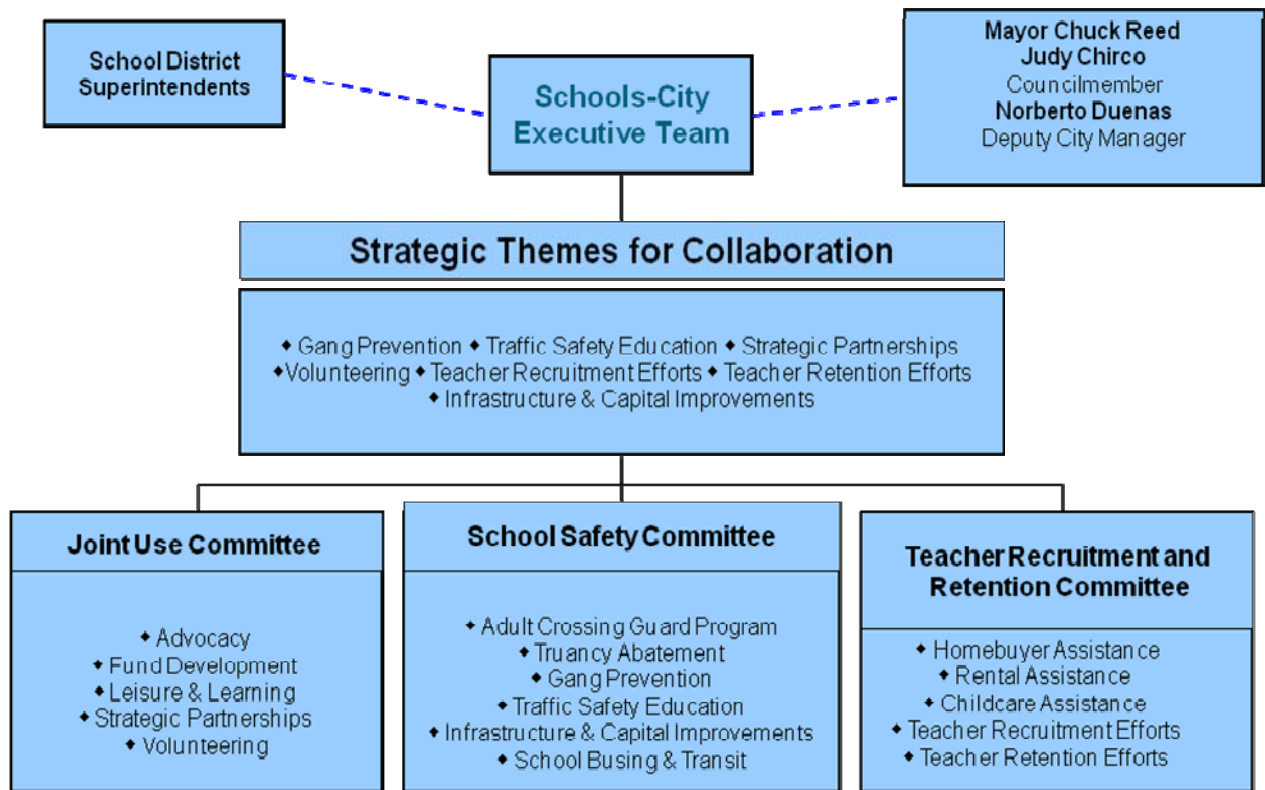 School District
Superintendents
Schools-City
Executive Team
Mayor Chuck Reed
Judy Chirco
Councilmember
Norberto Duenas
Deputy City Manager
Strategic Themes for Collaboration
◆ Gang Prevention ◆ Traffic Safety Education ◆ Strategic Partnerships
◆Volunteering ◆ Teacher Recruitment Efforts ◆ Teacher Retention Efforts
◆ Infrastructure & Capital Improvements
Joint Use Committee
◆ Advocacy
◆ Fund Development
◆ Leisure & Learning
◆ Strategic Partnerships
◆ Volunteering
School Safety Committee
◆ Adult Crossing Guard Program
◆ Truancy Abatement
◆ Gang Prevention
◆ Traffic Safety Education
◆ Infrastructure & Capital Improvements
◆ School Busing & Transit
Teacher Recruitment and
Retention Committee
◆ Homebuyer Assistance
◆ Rental Assistance
◆ Childcare Assistance
◆ Teacher Recruitment Efforts
◆ Teacher Retention Efforts